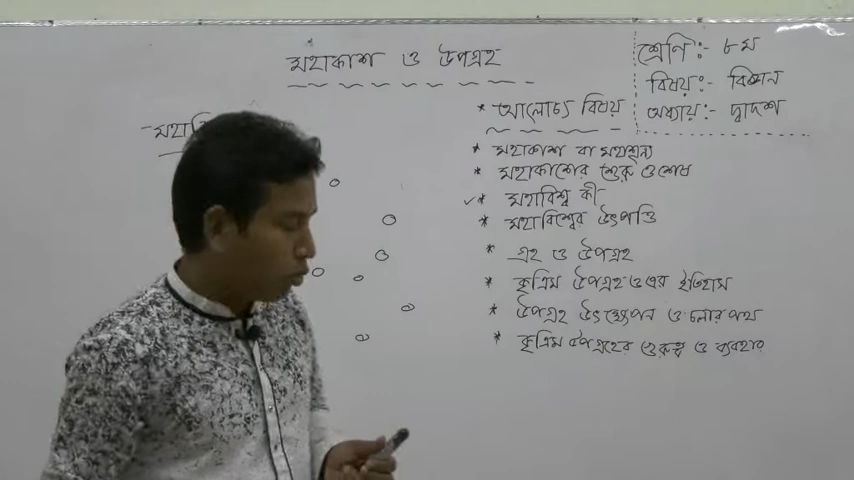 মহাকাশ ও উপগ্রহ
শ্রেণি:- ৮ম
বিষয়:- বিজ্ঞান
অধ্যায়:- দ্বাদশ
* আলোচ্য বিষয়
* মহাকাশ বা মহাশূন্য
* মহাকাশের শুরু ও শেষ
* মহাবিশ্ব কী-
* মহাবিশ্বের উৎপত্তি
* গ্রহ ও উপগ্রহ
* কৃত্রিম উপগ্রহ ও এর ইতিহাস
* উপগ্রহ উৎক্ষেপন ও চলার পথ
* কৃত্রিম উপগ্রহের গুরুত্ব ও ব্যবহার